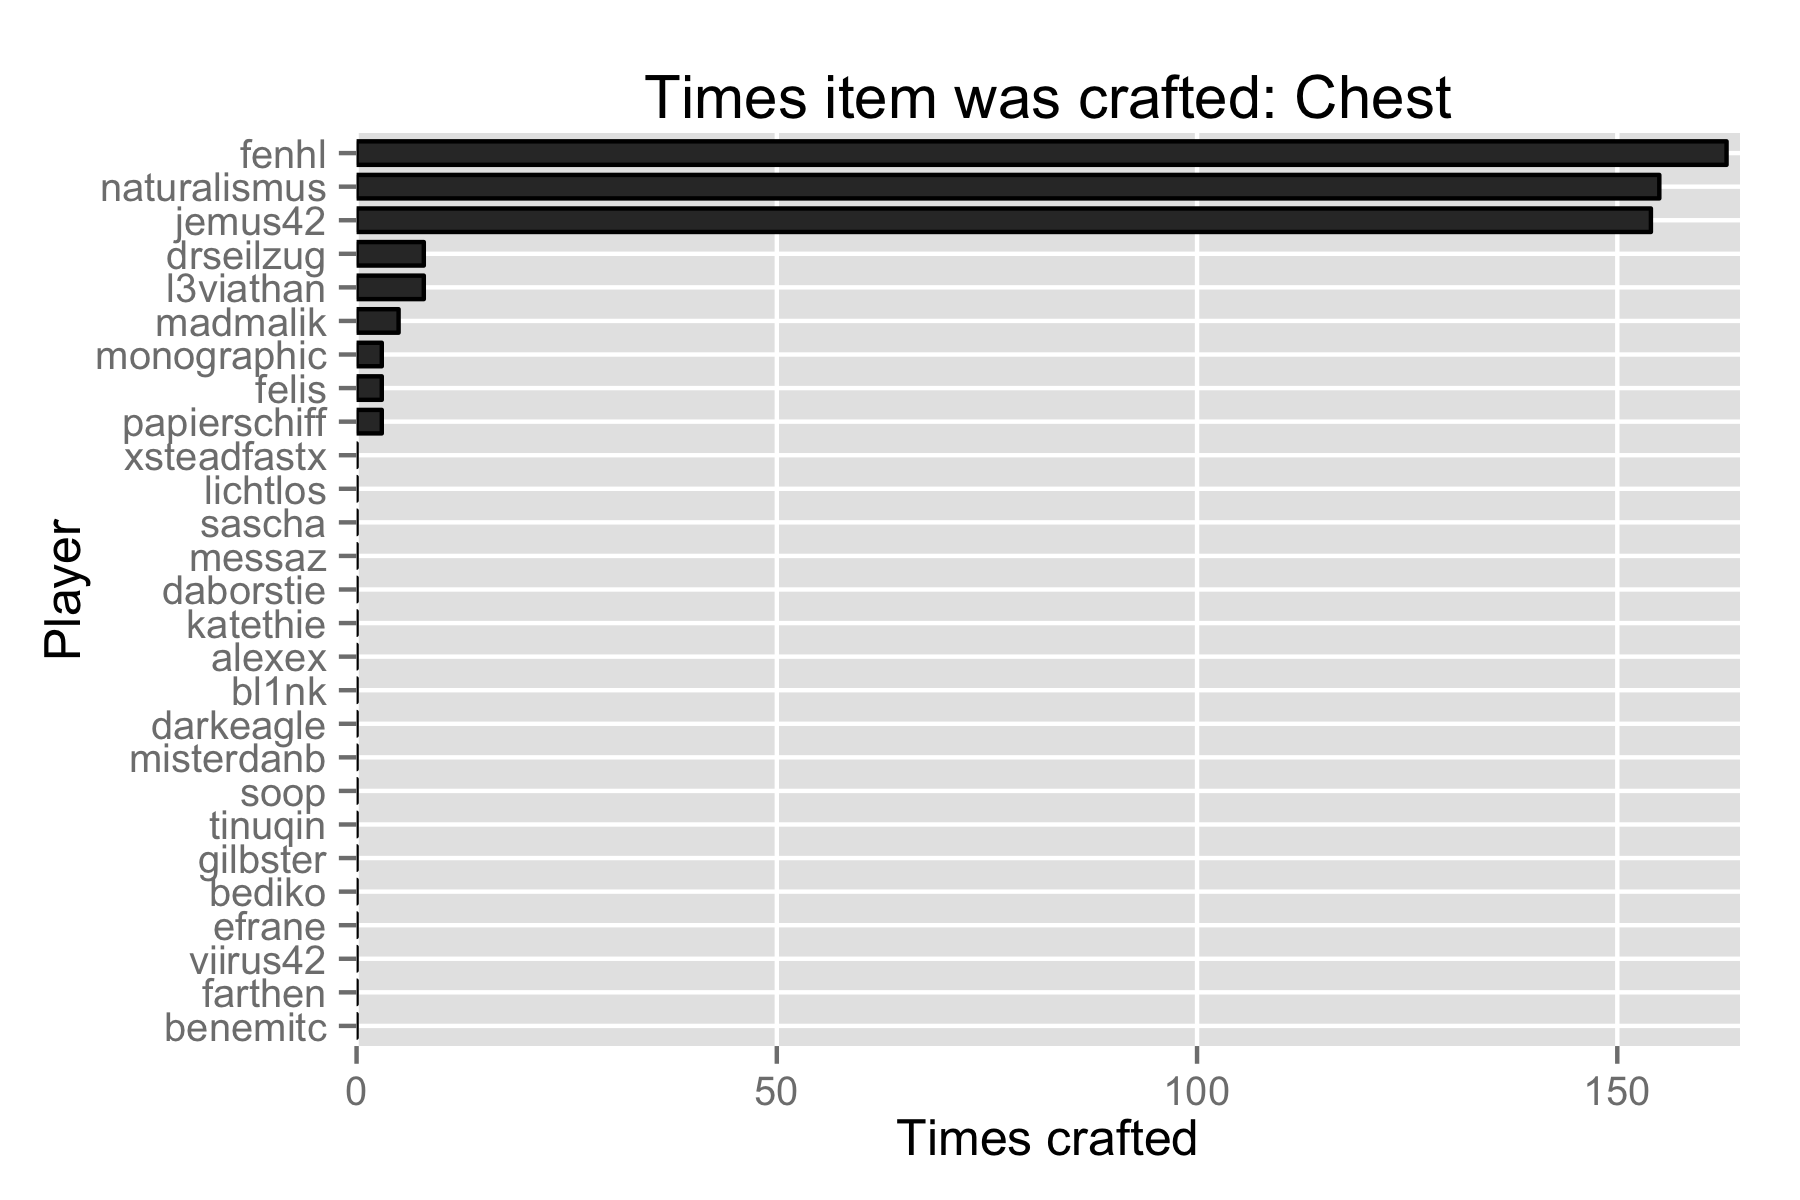 Times item was crafted: Chest
fenhl
naturalismus
jemus42
drseilzug
l3viathan
madmalik
monographic
felis
papierschiff
xsteadfastx
lichtlos
sascha
messaz
daborstie
katethie
alexex
bl1nk
darkeagle
misterdanb
soop
tinuqin
gilbster
bediko
efrane
viirus42
farthen
benemitc
Player
0 50 100 150
Times crafted